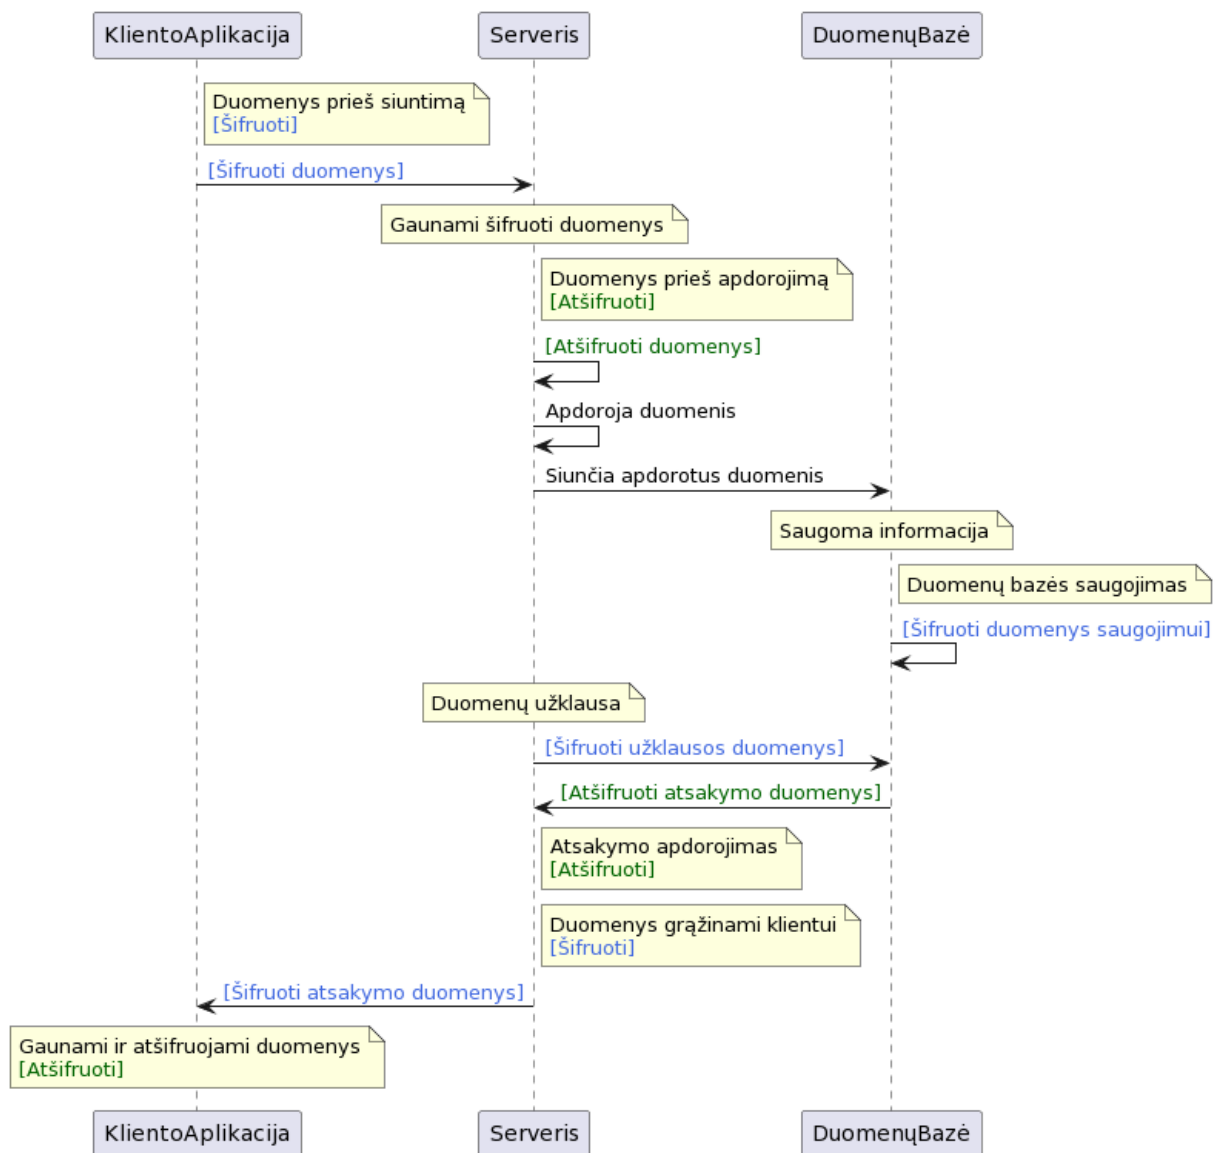 KlientoAplikacija
Serveris
DuomenųBazė
Duomenys prieš siuntimą
[Šifruoti]
[Šifruoti duomenys]
Gaunami šifruoti duomenys
Duomenys prieš apdorojimą
[Atšifruoti]
[Atšifruoti duomenys]
Apdoroja duomenis
Siunčia apdorotus duomenis
Saugoma informacija
Duomenų bazės saugojimas
[Šifruoti duomenys saugojimui]
Duomenų užklausa
[Šifruoti užklausos duomenys]
[Atšifruoti atsakymo duomenys]
Atsakymo apdorojimas
[Atšifruoti]
Duomenys grąžinami klientui
[Šifruoti]
[Šifruoti atsakymo duomenys]
Gaunami ir atšifruojami duomenys
[Atšifruoti]
KlientoAplikacija
Serveris
DuomenųBazė